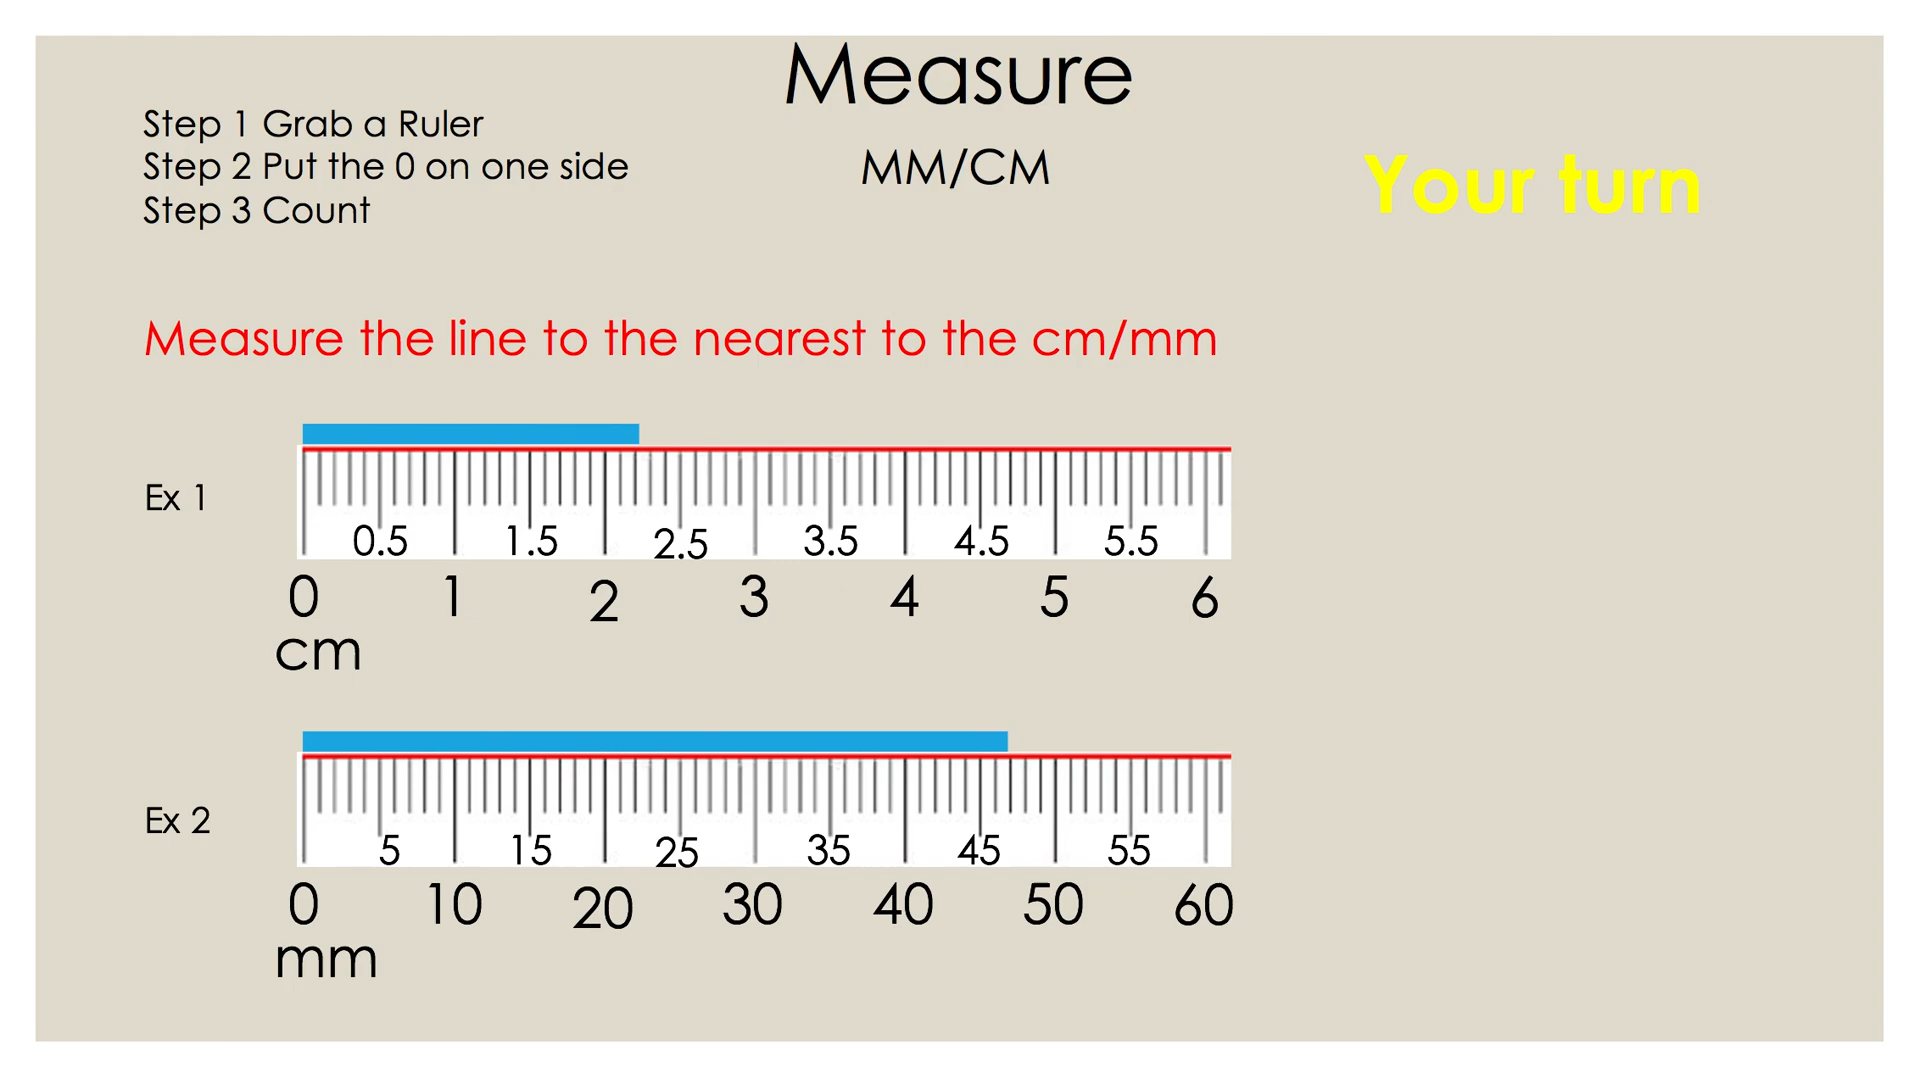 Measure
MM/CM
Step 1 Grab a Ruler
Step 2 Put the 0 on one side
Step 3 Count
Your turn
Measure the line to the nearest to the cm/mm
Ex 1
0.5 1.5 2.5 3.5 4.5 5.5
0 1 2 3 4 5 6
cm
Ex 2
5 15 25 35 45 55
0 10 20 30 40 50 60
mm